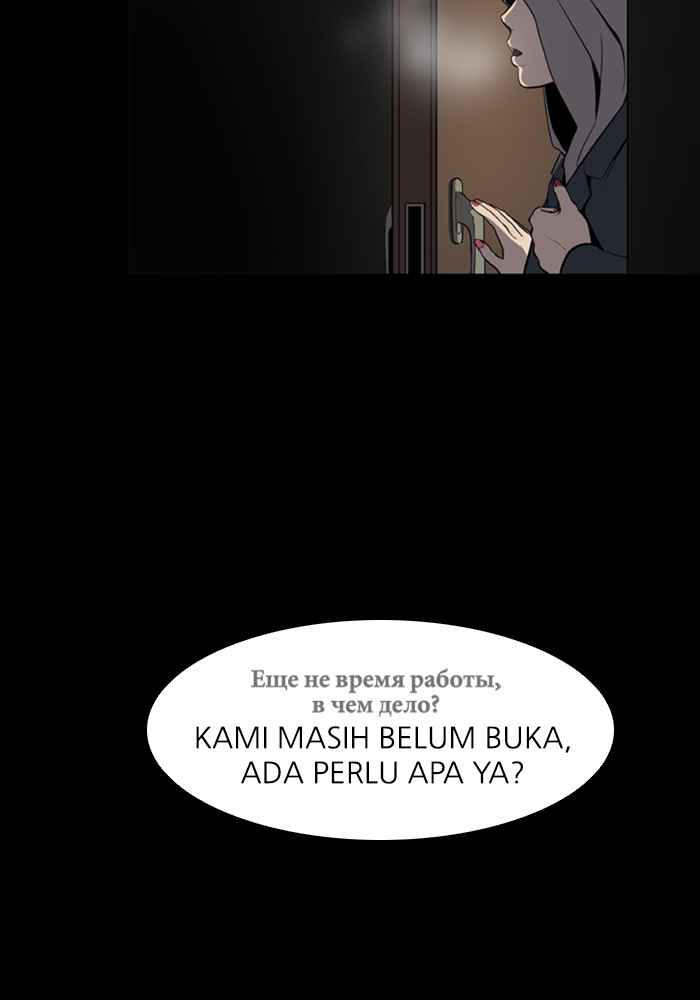 Еще не время работы,
в чем дело?
KAMI MASIH BELUM BUKA,
ADA PERLU APA YA?